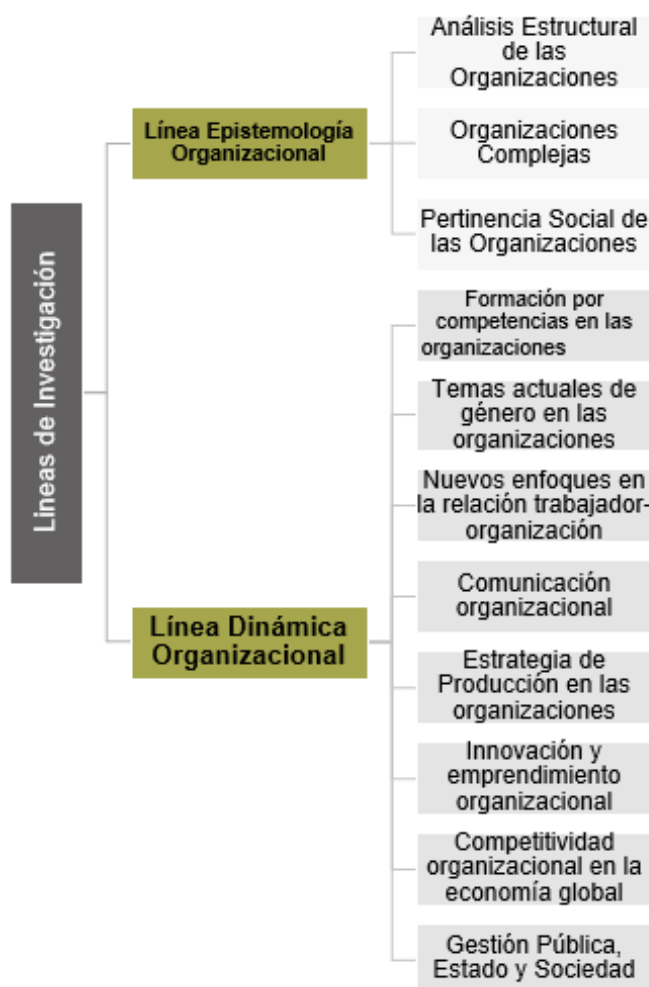 Lineas de Investigación
Línea Epistemología
Organizacional
Análisis Estructural
de las
Organizaciones
Organizaciones
Complejas
Pertinencia Social de
las Organizaciones
Línea Dinámica
Organizacional
Formación por
competencias en las
organizaciones
Temas actuales de
género en las
organizaciones
Nuevos enfoques en
la relación trabajador-
organización
Comunicación
organizacional
Estrategia de
Producción en las
organizaciones
Innovación y
emprendimiento
organizacional
Competitividad
organizacional en la
economía global
Gestión Pública,
Estado y Sociedad